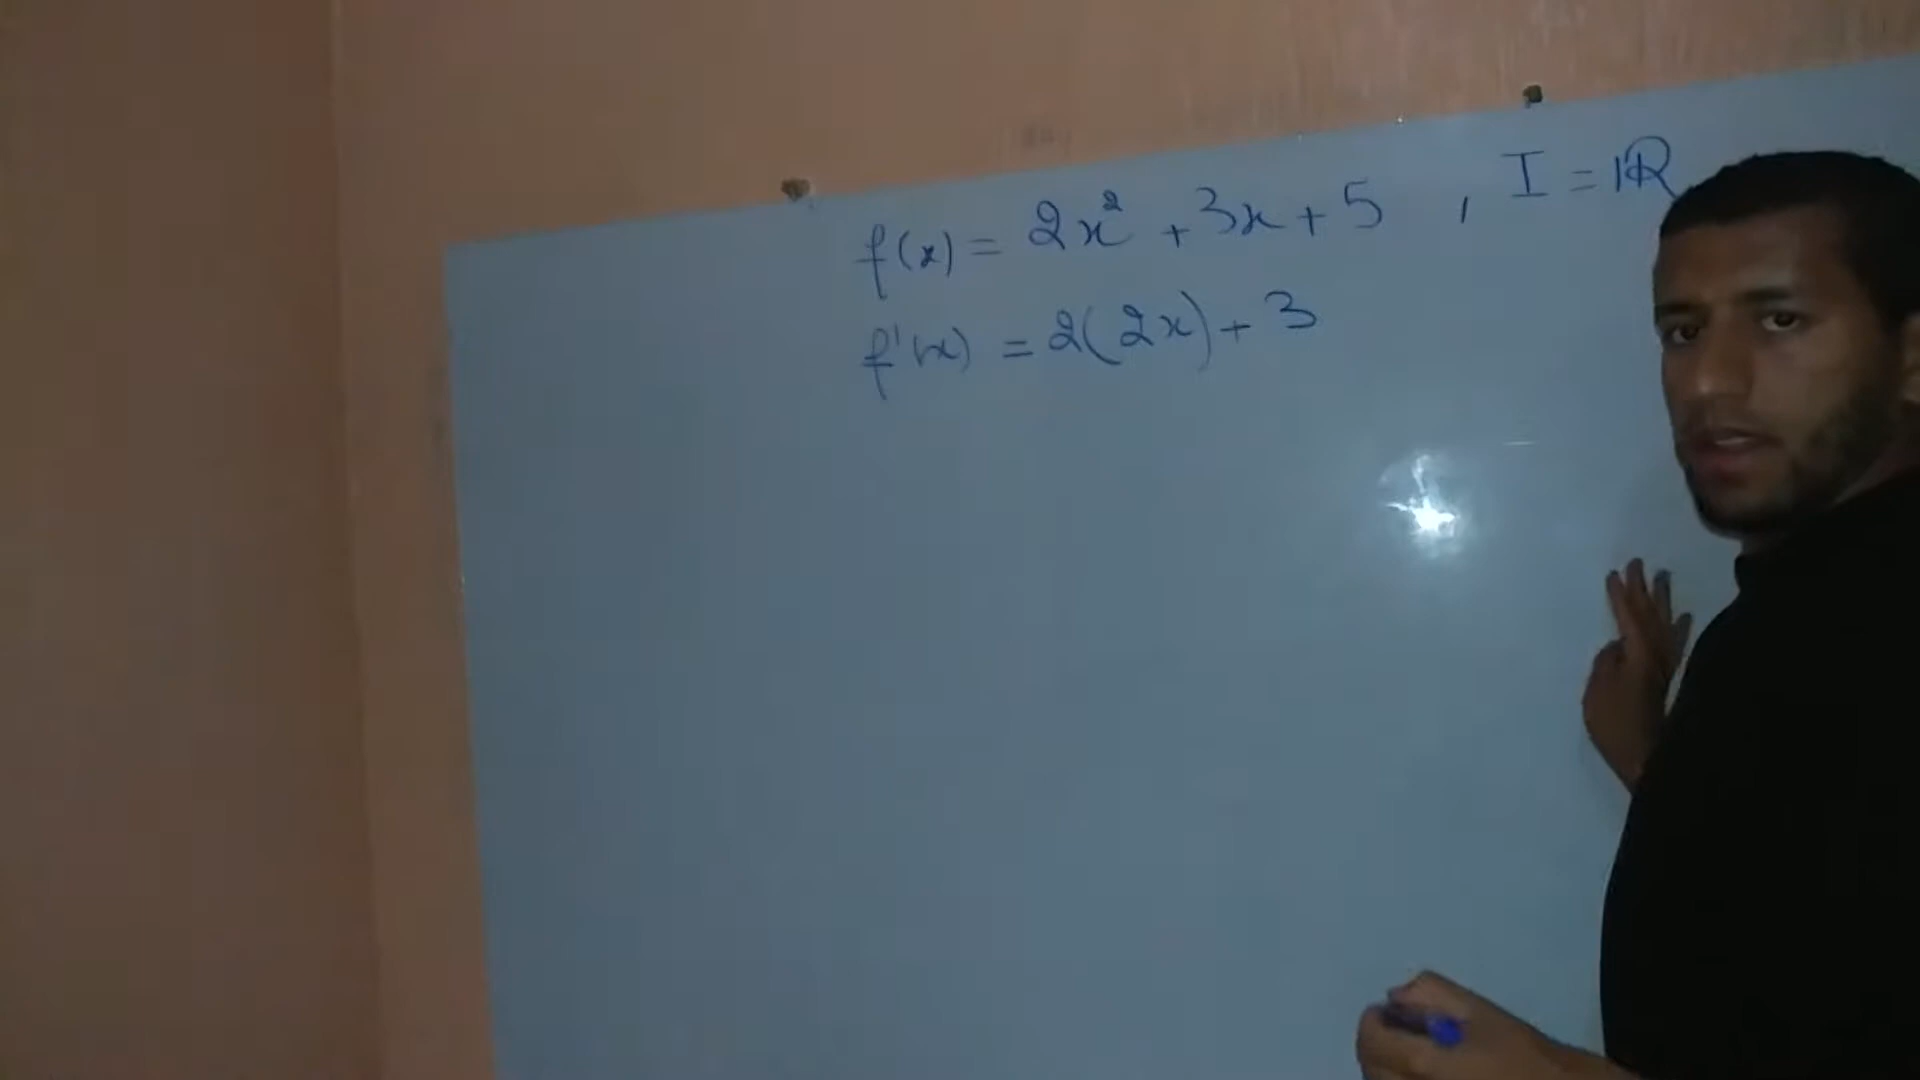 f(x) = 2x² + 3x + 5 , I = ℝ
f'(x) = 2(2x) + 3